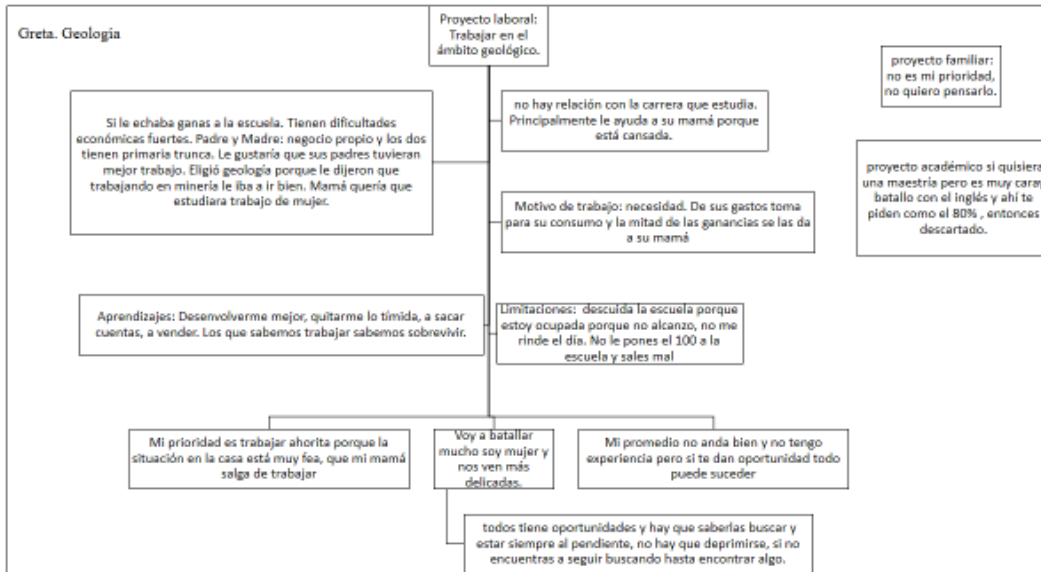 Greta. Geología
Proyecto laboral:
Trabajar en el
ámbito geológico.
proyecto familiar:
no es mi prioridad,
no quiero pensarlo.
Si le echaba ganas a la escuela. Tienen dificultades
económicas fuertes. Padre y Madre: negocio propio y los dos
tienen primaria trunca. Le gustaría que sus padres tuvieran
mejor trabajo. Eligió geología porque le dijeron que
trabajando en minería le iba a ir bien. Mamá quería que
estudiara trabajo de mujer.
no hay relación con la carrera que estudia.
Principalmente le ayuda a su mamá porque
está cansada.
proyecto académico si quisiera
una maestría pero es muy cara y
batallo con el inglés y ahí te
piden como el 80% , entonces
descartado.
Motivo de trabajo: necesidad. De sus gastos toma
para su consumo y la mitad de las ganancias se las da
a su mamá
Aprendizajes: Desenvolverme mejor, quitarme lo tímida, a sacar
cuentas, a vender. Los que sabemos trabajar sabemos sobrevivir.
Limitaciones: descuida la escuela porque
estoy ocupada porque no alcanzo, no me
rinde el día. No le pones el 100 a la
escuela y sales mal
Mi prioridad es trabajar ahorita porque la
situación en la casa está muy fea, que mi mamá
salga de trabajar
Voy a batallar
mucho soy mujer y
nos ven más
delicadas.
Mi promedio no anda bien y no tengo
experiencia pero si te dan oportunidad todo
puede suceder
todos tiene oportunidades y hay que saberlas buscar y
estar siempre al pendiente, no hay que deprimirse, si no
encuentras a seguir buscando hasta encontrar algo.